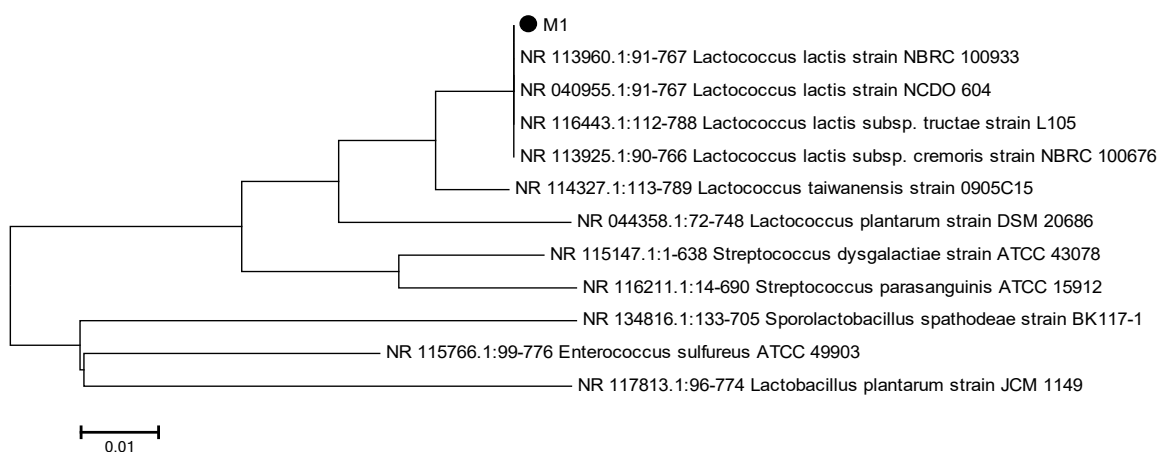 M1
NR 113960.1:91-767 Lactococcus lactis strain NBRC 100933
NR 040955.1:91-767 Lactococcus lactis strain NCDO 604
NR 116443.1:112-788 Lactococcus lactis subsp. tructae strain L105
NR 113925.1:90-766 Lactococcus lactis subsp. cremoris strain NBRC 100676
NR 114327.1:113-789 Lactococcus taiwanensis strain 0905C15
NR 044358.1:72-748 Lactococcus plantarum strain DSM 20686
NR 115147.1:1-638 Streptococcus dysgalactiae strain ATCC 43078
NR 116211.1:14-690 Streptococcus parasanguinis ATCC 15912
NR 134816.1:133-705 Sporolactobacillus spathodeae strain BK117-1
NR 115766.1:99-776 Enterococcus sulfureus ATCC 49903
NR 117813.1:96-774 Lactobacillus plantarum strain JCM 1149
0.01